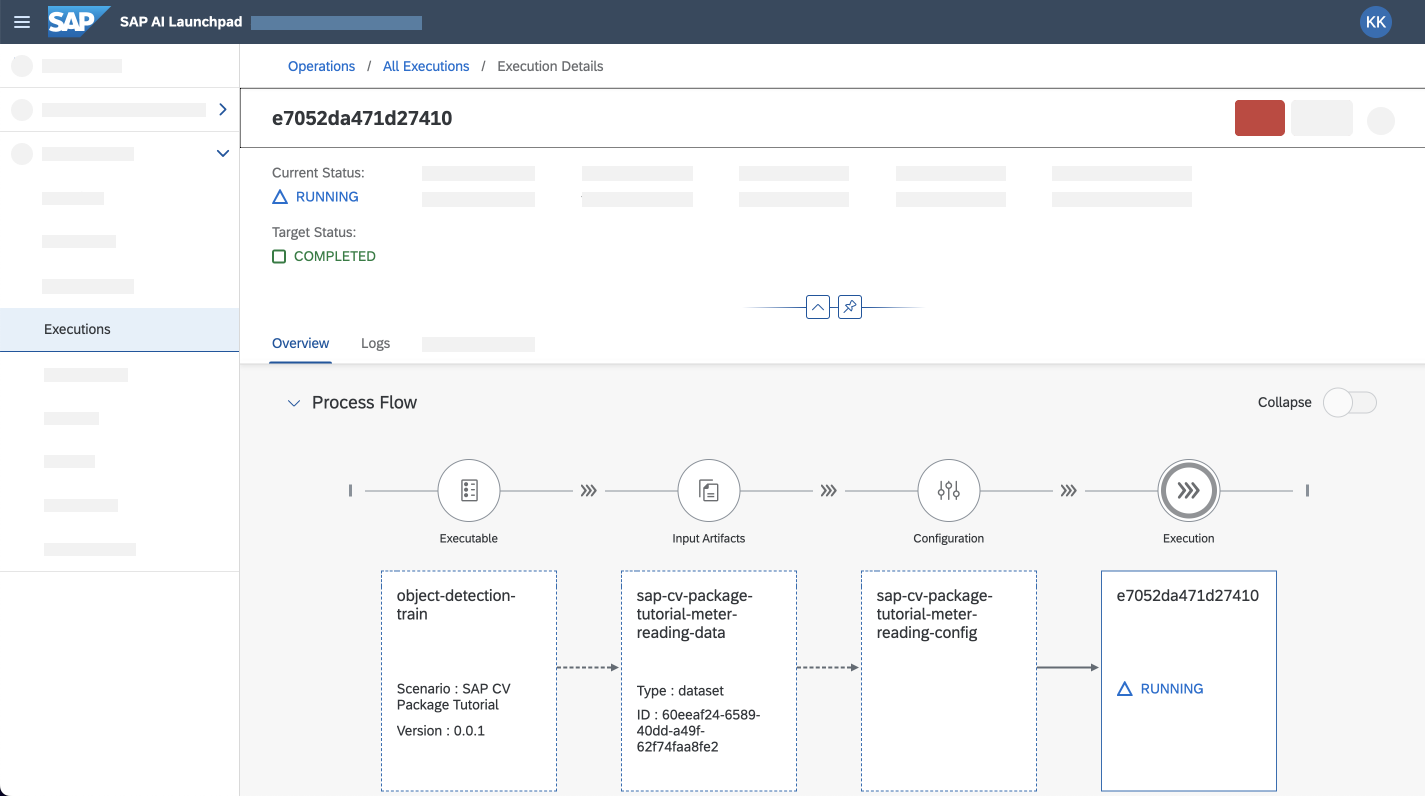 SAP SAP AI Launchpad KK
Operations / All Executions / Execution Details
e7052da471d27410
Current Status:
RUNNING
Target Status:
COMPLETED
Executions
Overview Logs
Process Flow
Collapse
Executable
Input Artifacts
Configuration
Execution
object-detection-
train
Scenario : SAP CV
Package Tutorial
Version : 0.0.1
sap-cv-package-
tutorial-meter-
reading-data
Type : dataset
ID : 60eeaf24-6589-
40dd-a49f-
62f74faa8fe2
sap-cv-package-
tutorial-meter-
reading-config
e7052da471d27410
RUNNING